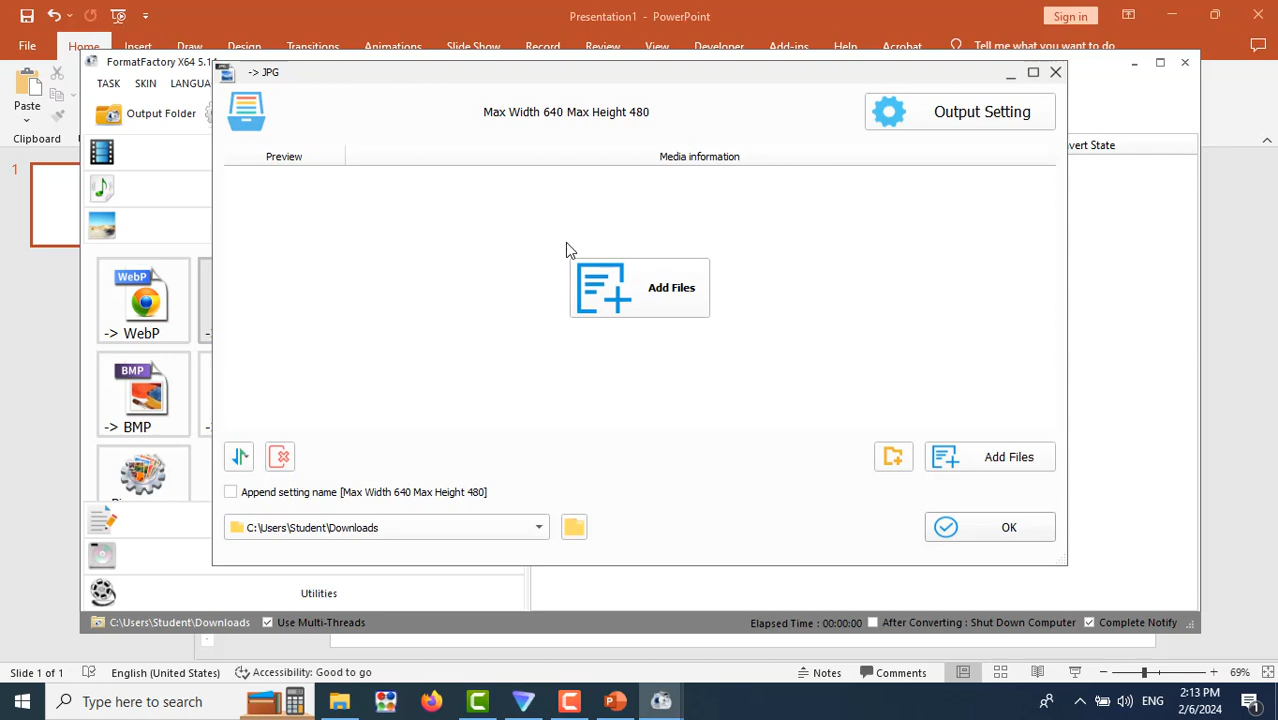 Presentation1 - PowerPoint
Sign in
File Home Insert Draw Design Transitions Animations Slide Show Record Review View Developer Add-ins Help Acrobat Tell me what you want to do
FormatFactory X64 5.1
-> JPG
TASK SKIN LANGUA
Paste
Output Folder
Max Width 640 Max Height 480
Output Setting
Clipboard
vert State
Preview Media information
1
WebP
-> WebP
Add Files
BMP
-> BMP
Add Files
Append setting name [Max Width 640 Max Height 480]
C:\Users\Student\Downloads
OK
Utilities
C:\Users\Student\Downloads Use Multi-Threads Elapsed Time : 00:00:00 After Converting : Shut Down Computer Complete Notify
Slide 1 of 1 English (United States) Accessibility: Good to go Notes Comments 69%
Type here to search
ENG
2:13 PM
2/6/2024
1